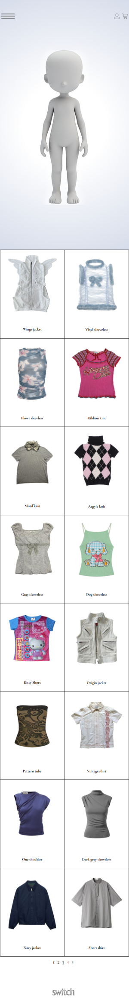 Wings jacket
Vinyl sleeveless
Flowr sleevless
Ribbon knit
Motif knit
Argyle knit
Gray sleeveless
Dog sleeveless
Kitty Short
Origin jacket
Pattern tube
Vintage shirt
One shoulder
Dark gray sleeveless
Navy jacket
Short shirt
1 2 3 4 5
switch